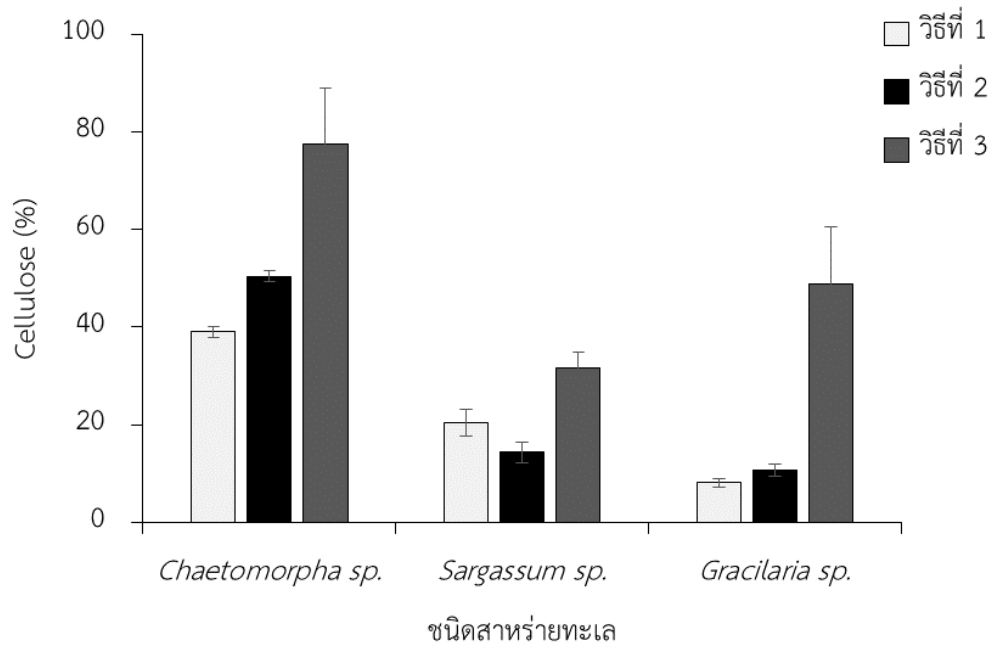 100
80
60
40
20
0
Cellulose (%)
วิธีที่ 1
วิธีที่ 2
วิธีที่ 3
Chaetomorpha sp.
Sargassum sp.
Gracilaria sp.
ชนิดสาหร่ายทะเล